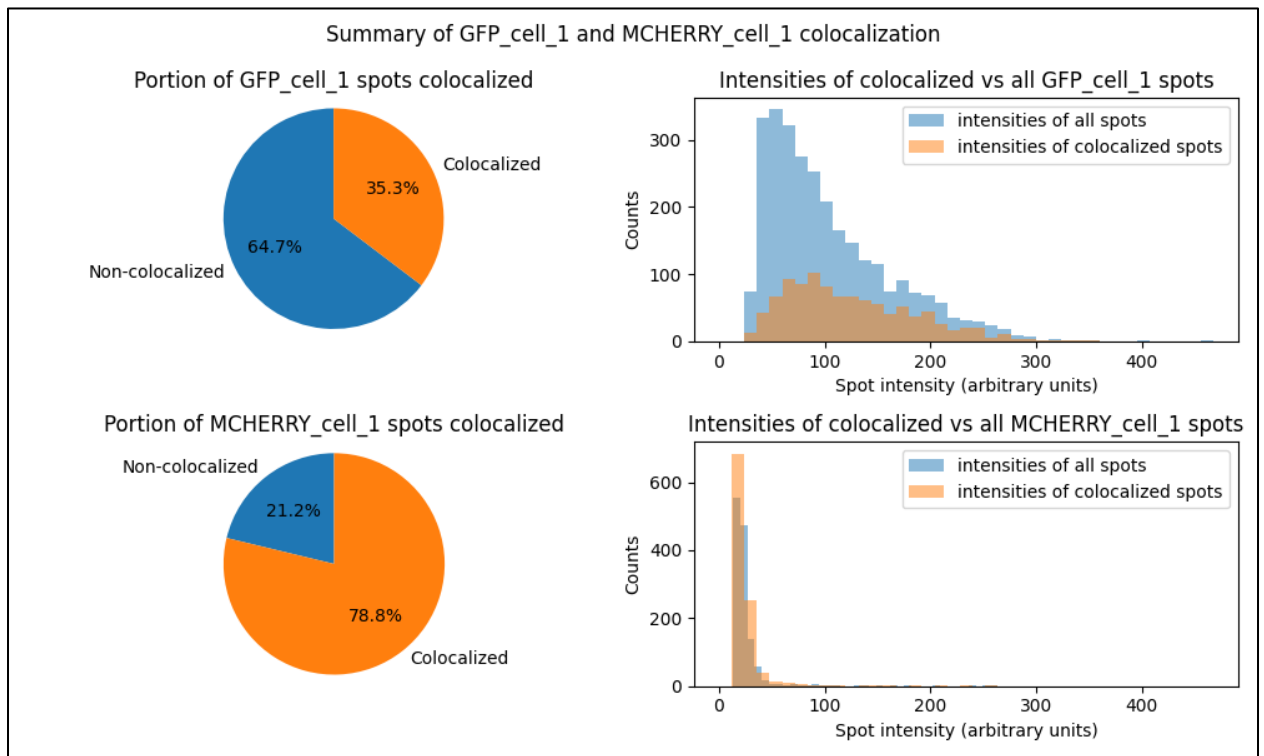 Summary of GFP_cell_1 and MCHERRY_cell_1 colocalization
Portion of GFP_cell_1 spots colocalized
Colocalized
35.3%
64.7%
Non-colocalized
Intensities of colocalized vs all GFP_cell_1 spots
intensities of all spots
intensities of colocalized spots
Counts
300
200
100
0
0 100 200 300 400
Spot intensity (arbitrary units)
Portion of MCHERRY_cell_1 spots colocalized
Non-colocalized
21.2%
78.8%
Colocalized
Intensities of colocalized vs all MCHERRY_cell_1 spots
intensities of all spots
intensities of colocalized spots
Counts
600
400
200
0
0 100 200 300 400
Spot intensity (arbitrary units)